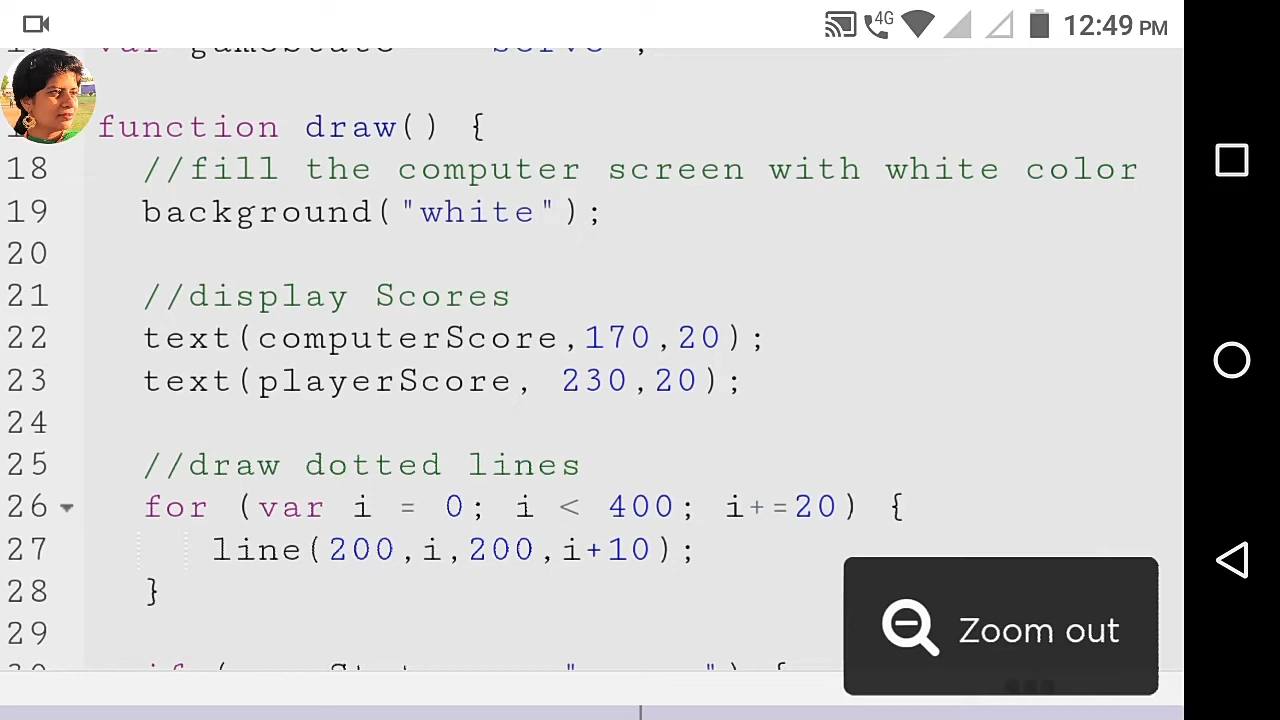 4G 12:49 PM
function draw() {
18 //fill the computer screen with white color
19 background("white");
20
21 //display Scores
22 text(computerScore,170,20);
23 text(playerScore, 230,20);
24
25 //draw dotted lines
26 for (var i = 0; i < 400; i+=20) {
27 line(200,i,200,i+10);
28 }
29
Zoom out